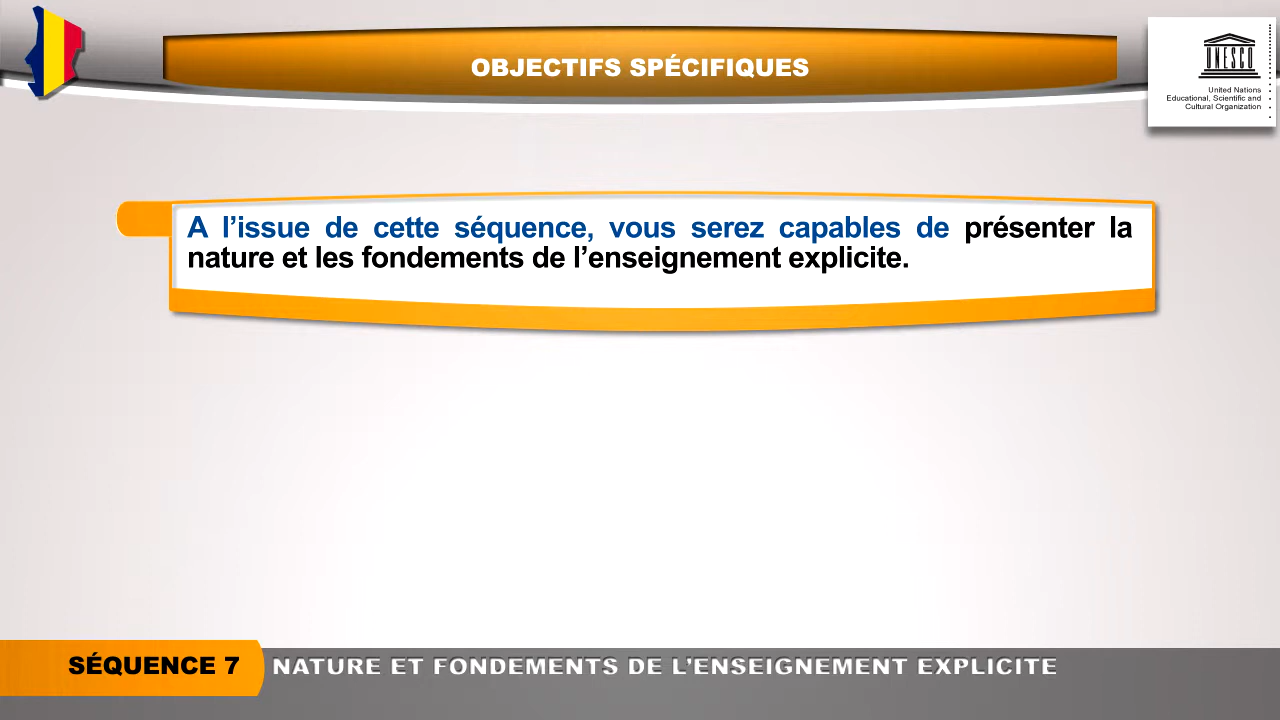 OBJECTIFS SPÉCIFIQUES
UNESCO
United Nations
Educational, Scientific and
Cultural Organization
A l’issue de cette séquence, vous serez capables de présenter la
nature et les fondements de l’enseignement explicite.
SÉQUENCE 7
NATURE ET FONDEMENTS DE L’ENSEIGNEMENT EXPLICITE